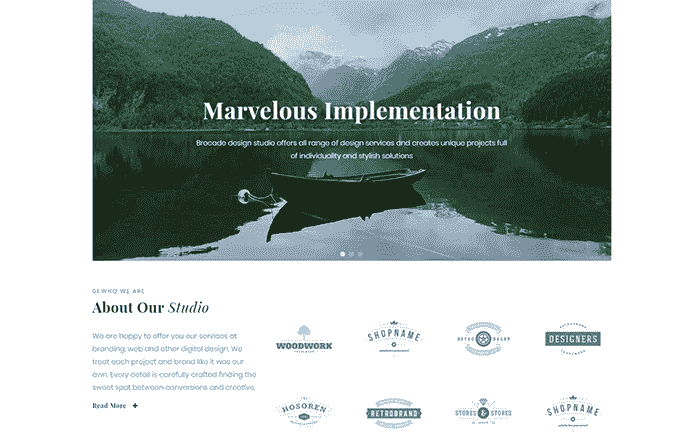 Marvelous Implementation
Brocade design studio offers all range of design services and creates unique projects full
of individuality and stylish solutions
WHO WE ARE
About Our Studio
We are happy to offer you our services at
branding, web and other digital design. We
treat each project and brand like it was our
own. Every detail is carefully crafted finding the
sweet spot between conversions and creative.
Read More +
WOODWORK
SHOPNAME
RETRO BRAND
DESIGNERS
THE
HOSOREN
RETROBRAND
STORES & STORES
SHOPNAME